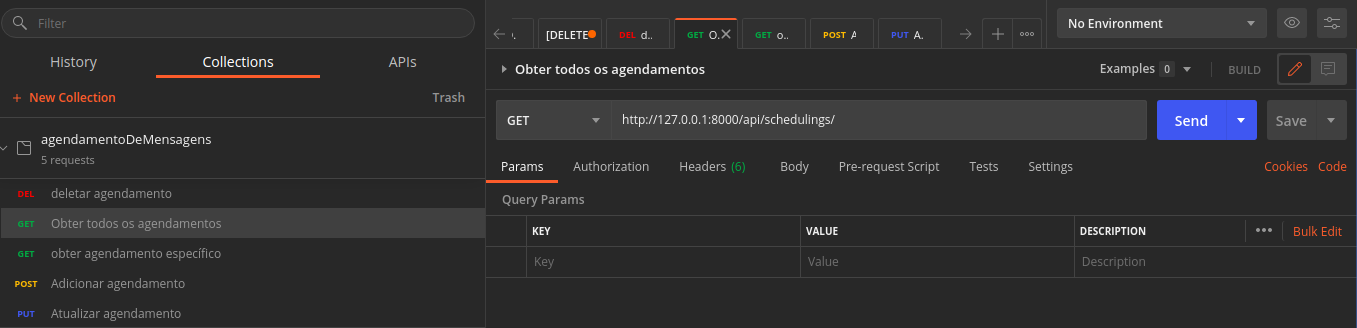 Filter
History
Collections
APIs
+ New Collection
Trash
agendamentoDeMensagens
5 requests
DEL deletar agendamento
GET Obter todos os agendamentos
GET obter agendamento específico
POST Adicionar agendamento
PUT Atualizar agendamento
[DELETE
DEL d..
GET O.
GET o..
POST A
PUT A.
No Environment
Obter todos os agendamentos
Examples 0
BUILD
GET
http://127.0.0.1:8000/api/schedulings/
Send
Save
Params
Authorization
Headers (6)
Body
Pre-request Script
Tests
Settings
Cookies
Code
Query Params
KEY
VALUE
DESCRIPTION
Bulk Edit
Key
Value
Description